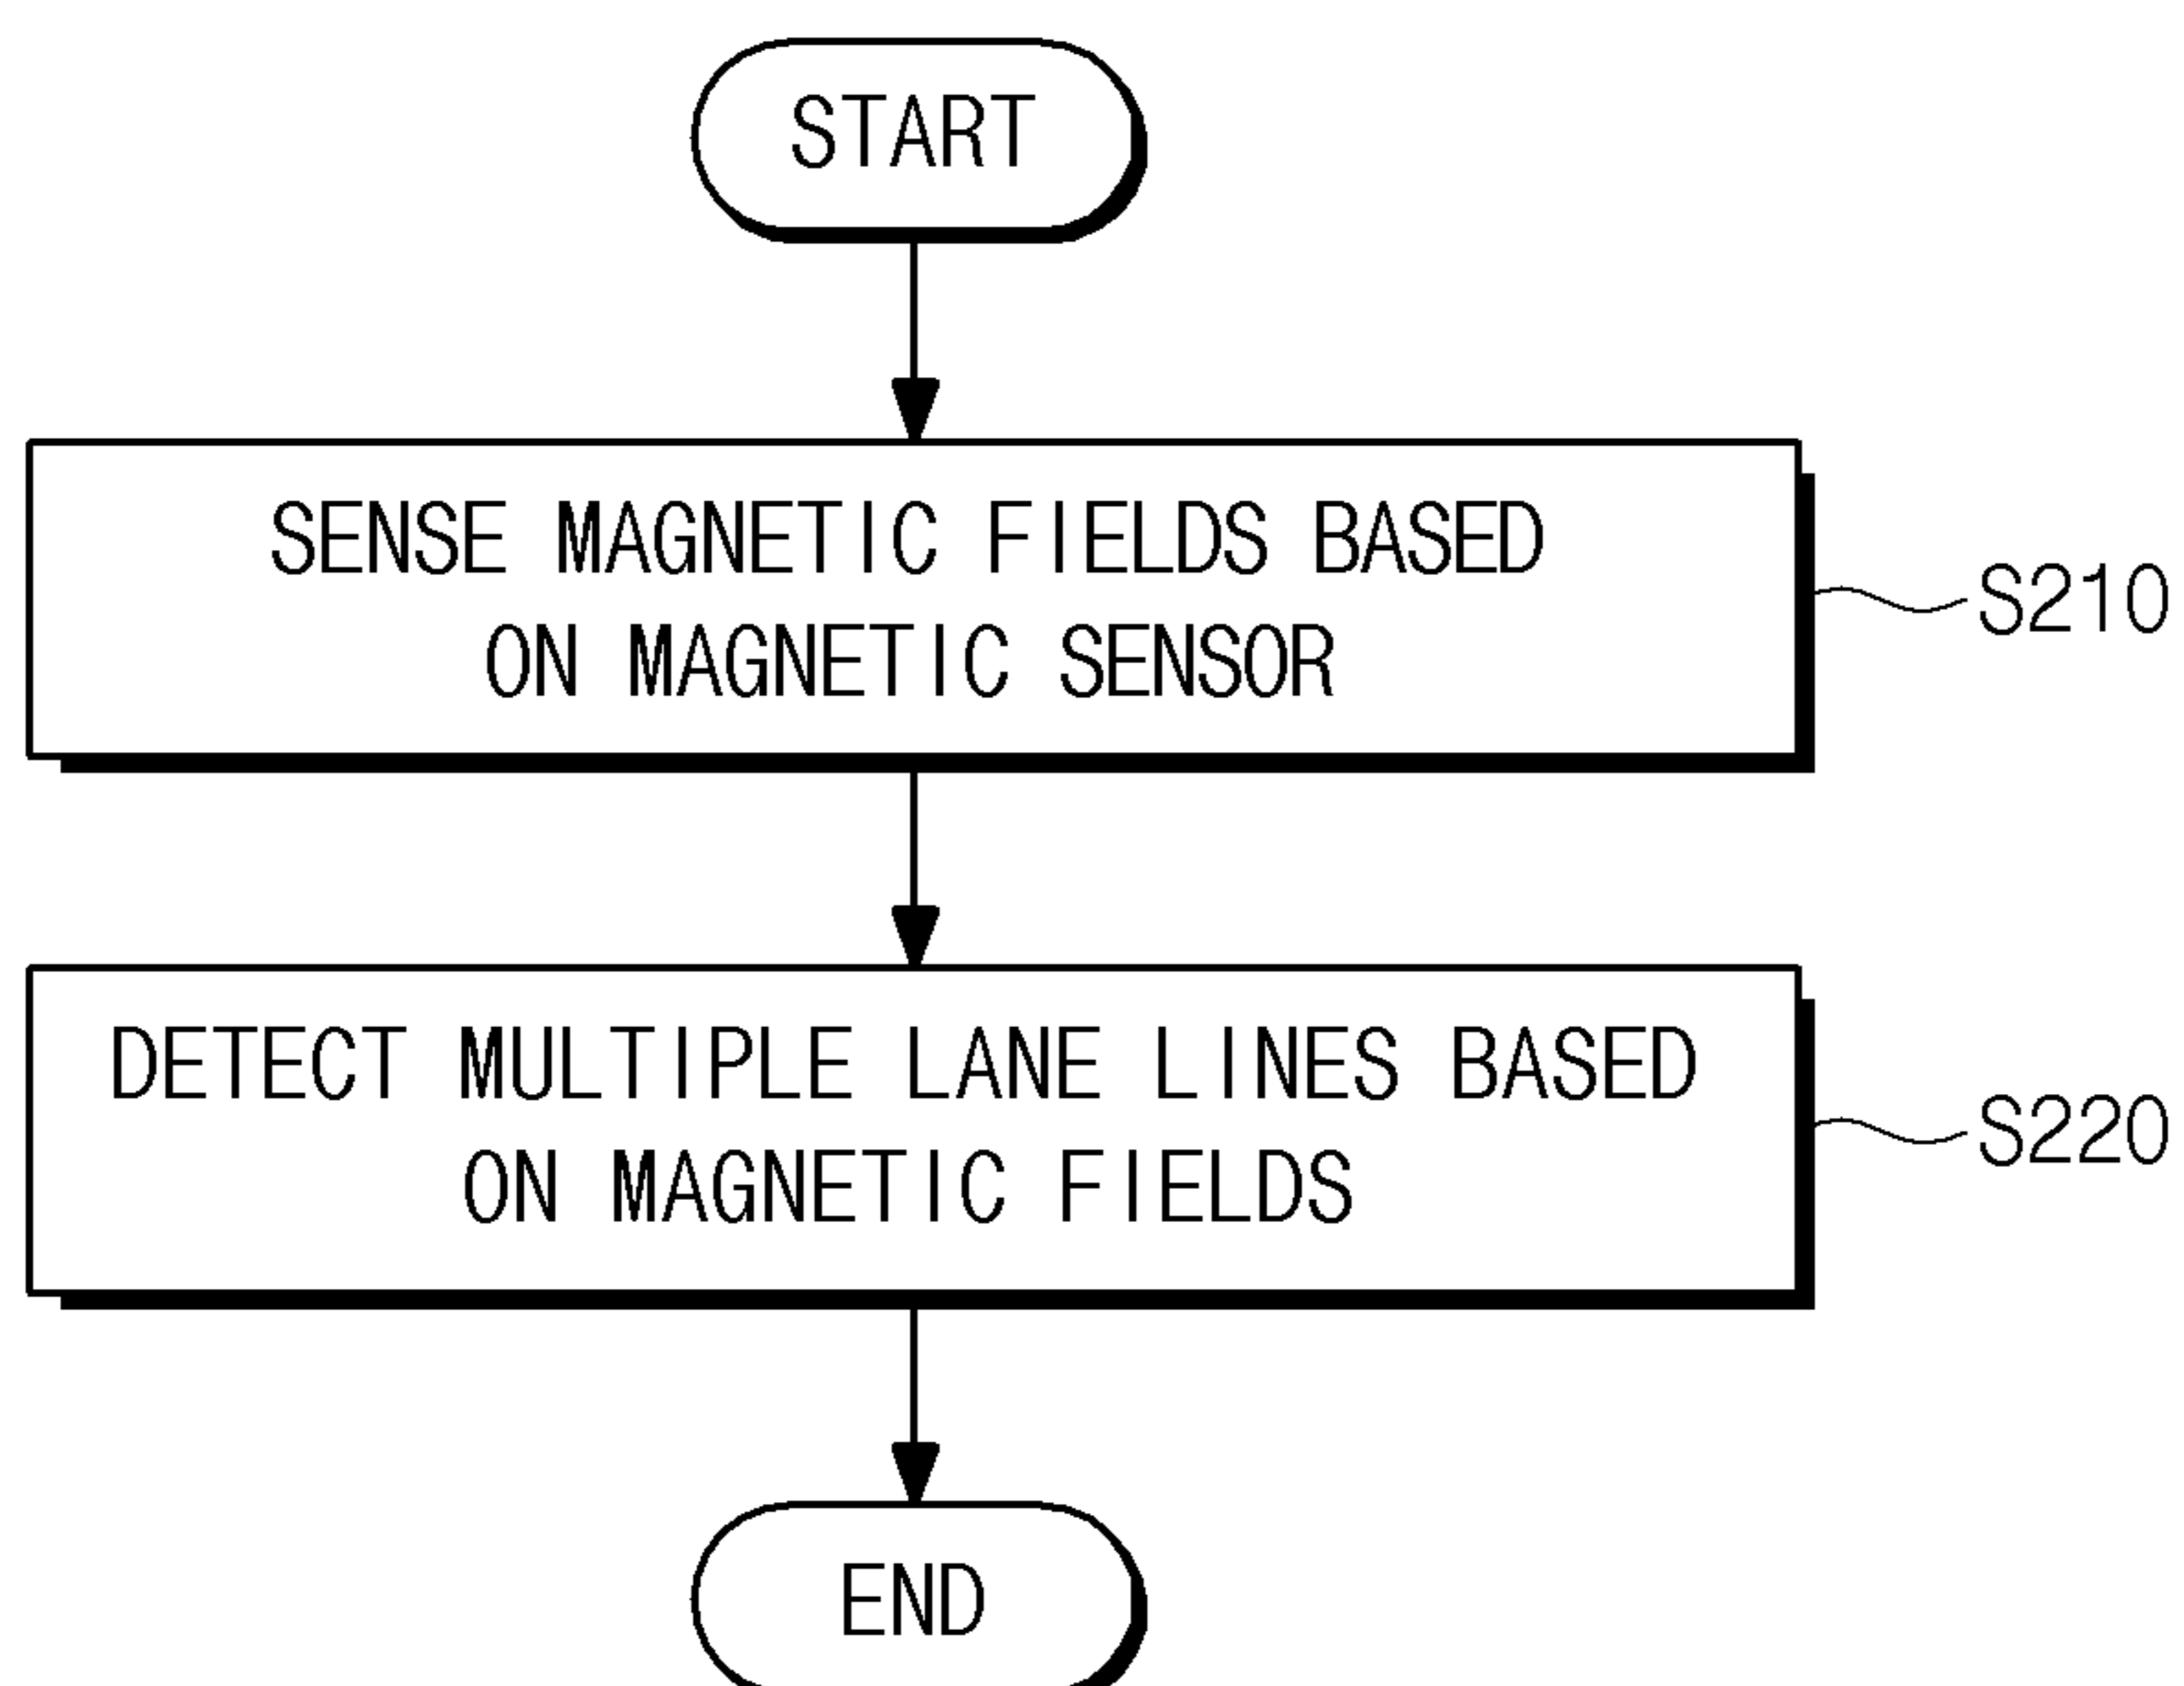 START
SENSE MAGNETIC FIELDS BASED
ON MAGNETIC SENSOR
S210
DETECT MULTIPLE LANE LINES BASED
ON MAGNETIC FIELDS
S220
END